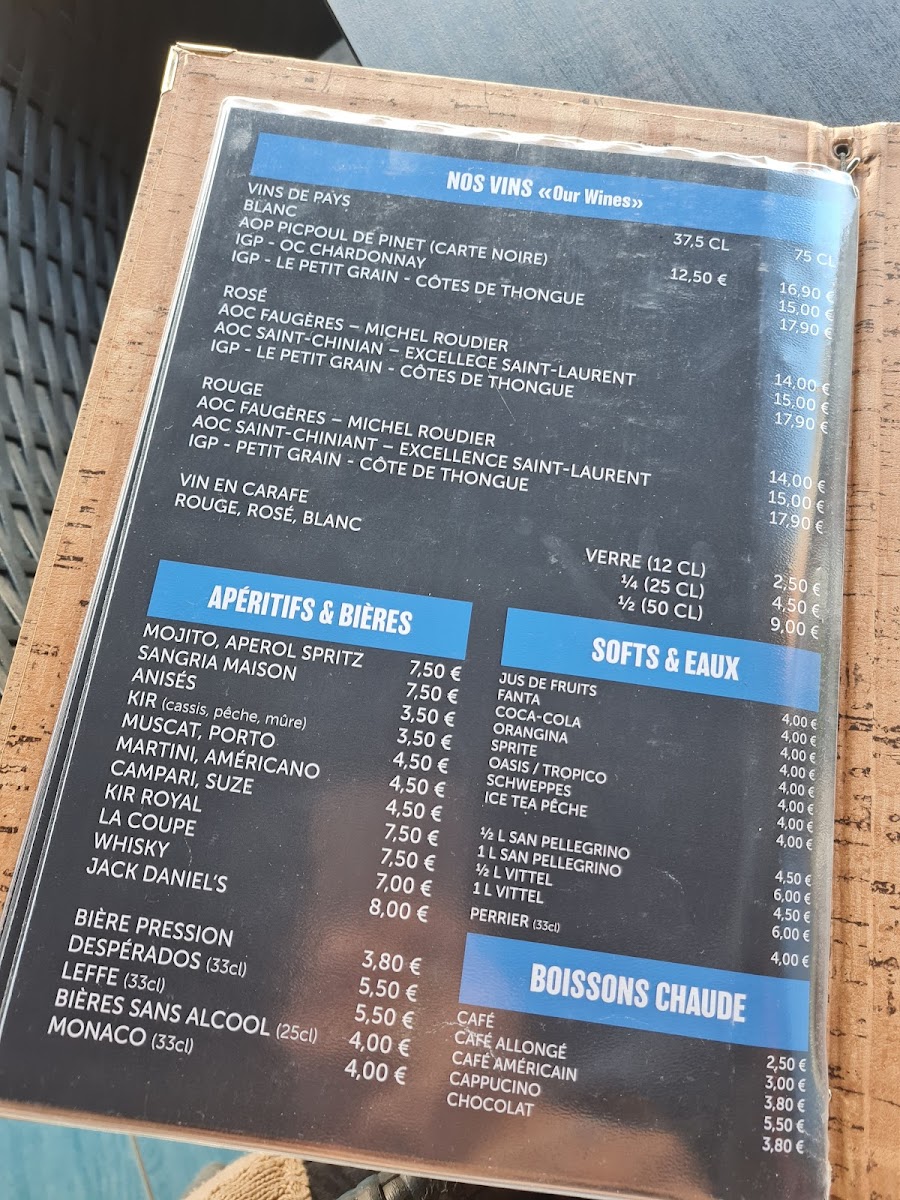 NOS VINS «Our Wines»
VINS DE PAYS 37,5 CL 75 CL
BLANC
AOP PICPOUL DE PINET (CARTE NOIRE) 12,50 € 16,90 €
IGP - OC CHARDONNAY 15,00 €
IGP - LE PETIT GRAIN - CÔTES DE THONGUE 17,90 €
ROSÉ
AOC FAUGÈRES – MICHEL ROUDIER 14,00 €
AOC SAINT-CHINIAN – EXCELLECE SAINT-LAURENT 15,00 €
IGP - LE PETIT GRAIN - CÔTES DE THONGUE 17,90 €
ROUGE
AOC FAUGÈRES – MICHEL ROUDIER 14,00 €
AOC SAINT-CHINIANT – EXCELLENCE SAINT-LAURENT 15,00 €
IGP - PETIT GRAIN - CÔTE DE THONGUE 17,90 €
VIN EN CARAFE
ROUGE, ROSÉ, BLANC
VERRE (12 CL) 2,50 €
¼ (25 CL) 4,50 €
½ (50 CL) 9,00 €
APÉRITIFS & BIÈRES
MOJITO, APEROL SPRITZ 7,50 €
SANGRIA MAISON 7,50 €
ANISÉS 3,50 €
KIR (cassis, pêche, mûre) 3,50 €
MUSCAT, PORTO 4,50 €
MARTINI, AMÉRICANO 4,50 €
CAMPARI, SUZE 4,50 €
KIR ROYAL 7,50 €
LA COUPE 7,50 €
WHISKY 7,00 €
JACK DANIEL'S 8,00 €
BIÈRE PRESSION 3,80 €
DESPÉRADOS (33cl) 5,50 €
LEFFE (33cl) 5,50 €
BIÈRES SANS ALCOOL (25cl) 4,00 €
MONACO (33cl) 4,00 €
SOFTS & EAUX
JUS DE FRUITS 4,00 €
FANTA 4,00 €
COCA-COLA 4,00 €
ORANGINA 4,00 €
SPRITE 4,00 €
OASIS / TROPICO 4,00 €
SCHWEPPES 4,00 €
ICE TEA PÊCHE 4,00 €
½ L SAN PELLEGRINO 4,50 €
1 L SAN PELLEGRINO 6,00 €
½ L VITTEL 4,50 €
1 L VITTEL 6,00 €
PERRIER (33cl) 4,00 €
BOISSONS CHAUDE
CAFÉ 2,50 €
CAFÉ ALLONGÉ 3,00 €
CAFÉ AMÉRICAIN 3,80 €
CAPPUCINO 5,50 €
CHOCOLAT 3,80 €